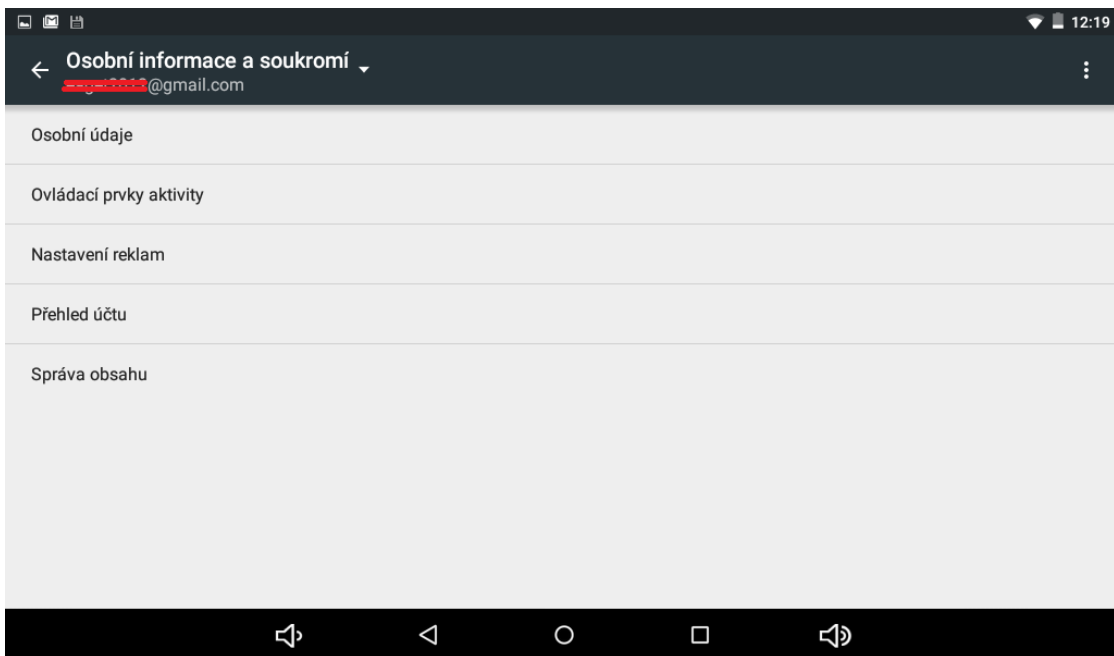 12:19
Osobní informace a soukromí
@gmail.com
Osobní údaje
Ovládací prvky aktivity
Nastavení reklam
Přehled účtu
Správa obsahu